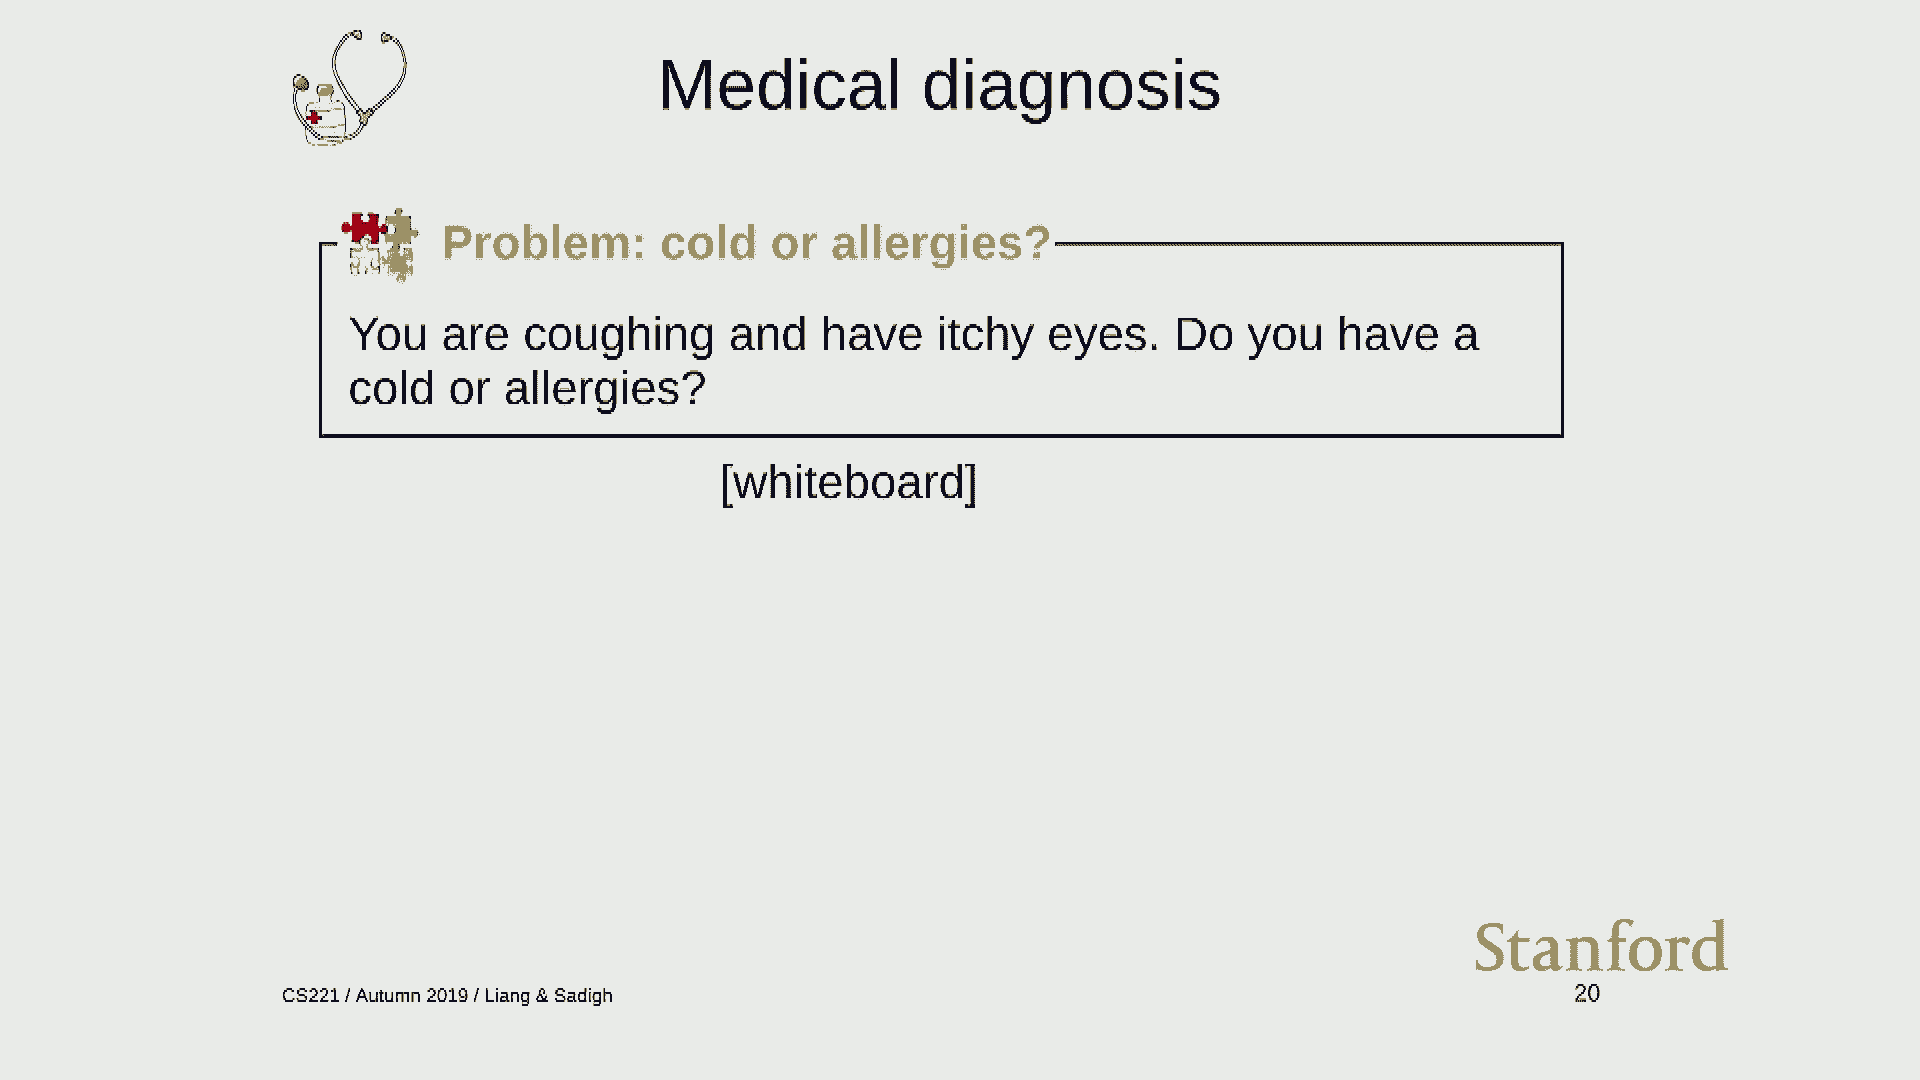 Medical diagnosis
Problem: cold or allergies?
You are coughing and have itchy eyes. Do you have a
cold or allergies?
[whiteboard]
Stanford
CS221 / Autumn 2019 / Liang & Sadigh
20